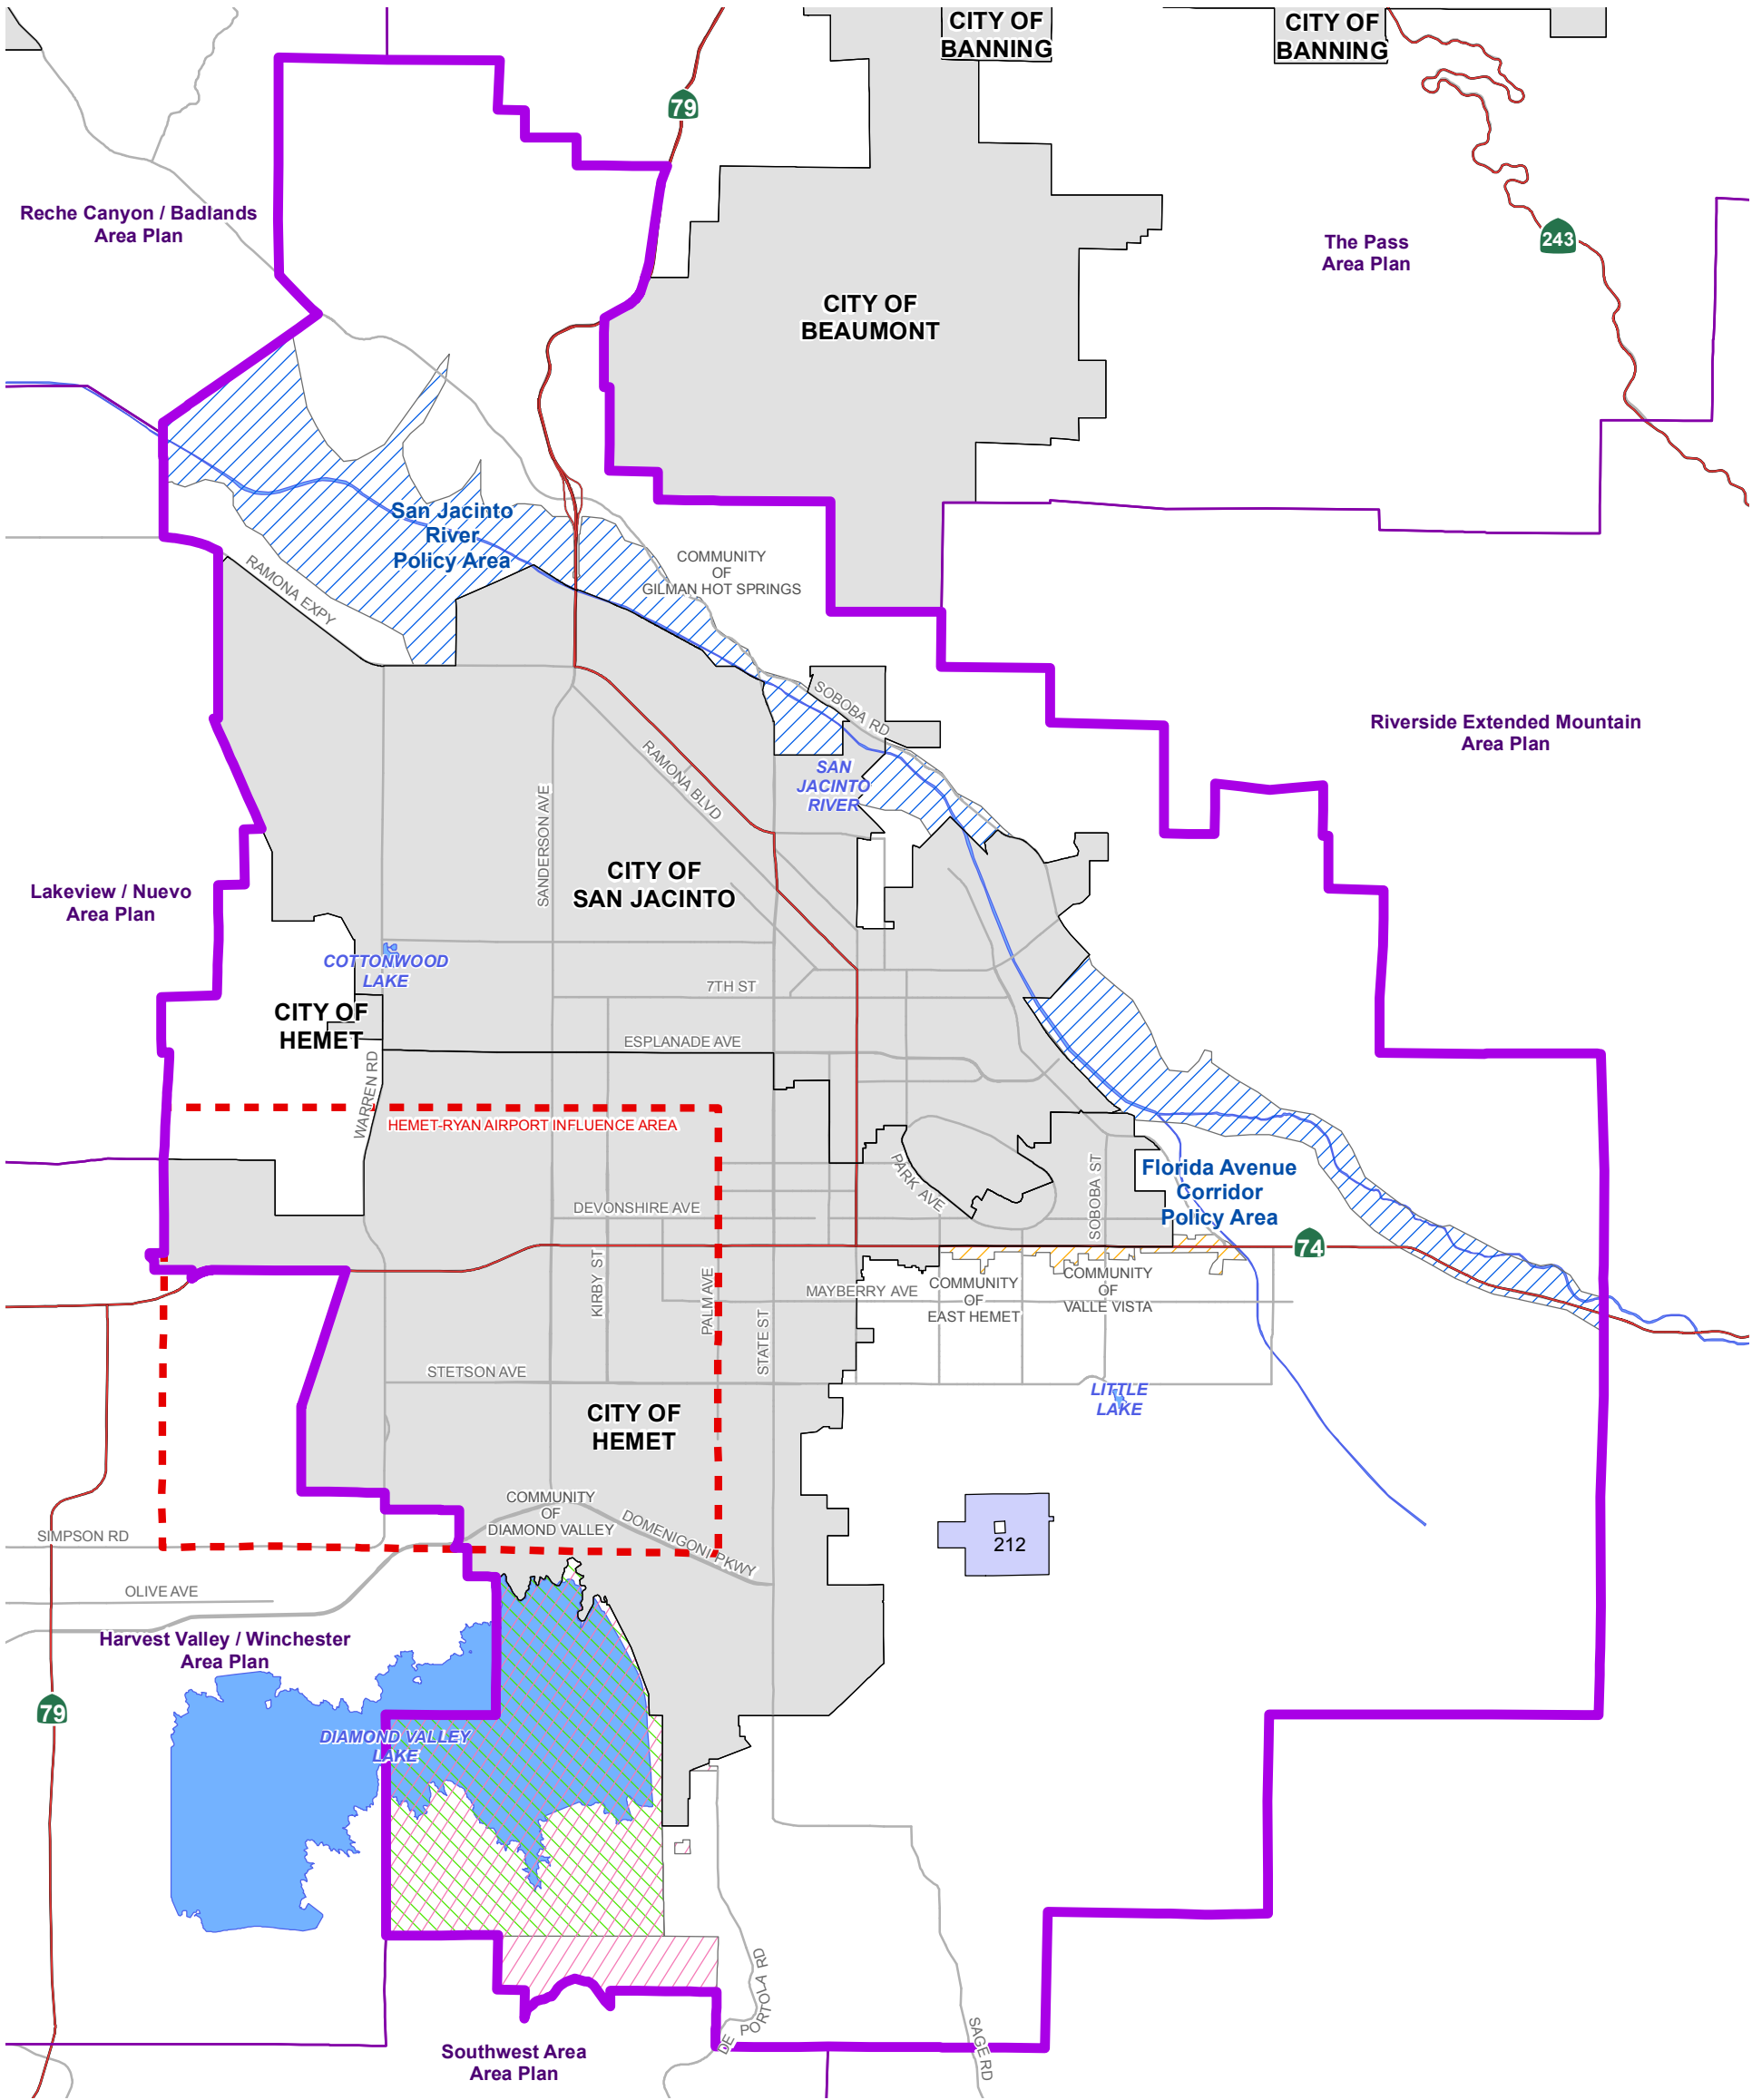 CITY OF
BANNING
CITY OF
BANNING
79
Reche Canyon / Badlands
Area Plan
243
The Pass
Area Plan
CITY OF
BEAUMONT
San Jacinto
River
Policy Area
COMMUNITY
OF
GILMAN HOT SPRINGS
RAMONA EXPY
SOBOBA RD
Riverside Extended Mountain
Area Plan
RAMONA BLVD
SAN
JACINTO
RIVER
SANDERSON AVE
CITY OF
SAN JACINTO
Lakeview / Nuevo
Area Plan
COTTONWOOD
LAKE
7TH ST
CITY OF
HEMET
ESPLANADE AVE
WARREN RD
HEMET-RYAN AIRPORT INFLUENCE AREA
PARK AVE
SOBOBA ST
Florida Avenue
Corridor
Policy Area
DEVONSHIRE AVE
74
KIRBY ST
PALM AVE
STATE ST
MAYBERRY AVE
COMMUNITY
OF
EAST HEMET
COMMUNITY
OF
VALLE VISTA
STETSON AVE
LITTLE
LAKE
CITY OF
HEMET
COMMUNITY
OF
DIAMOND VALLEY
DOMENIGONI PKWY
SIMPSON RD
212
OLIVE AVE
Harvest Valley / Winchester
Area Plan
79
DIAMOND VALLEY
LAKE
DE PORTOLA RD
SAGE RD
Southwest Area
Area Plan